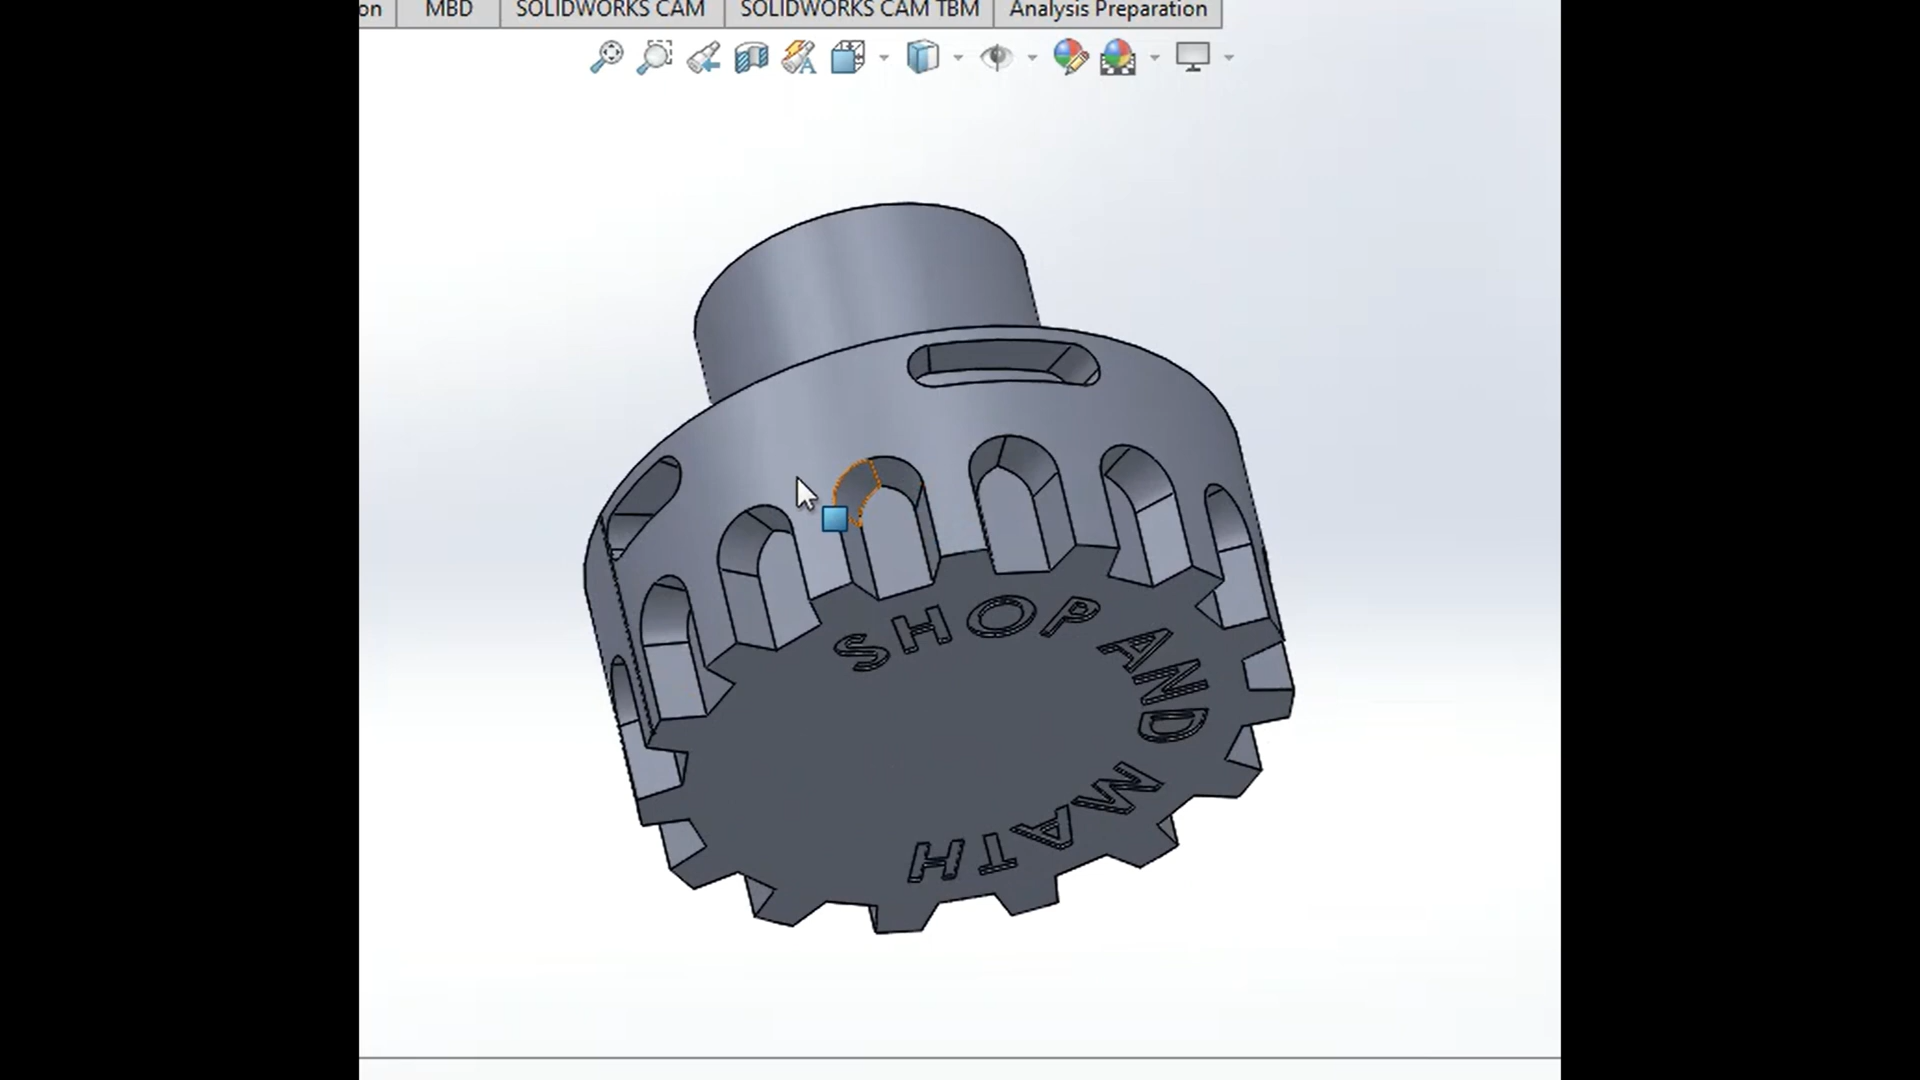 on
MBD
SOLIDWORKS CAM
SOLIDWORKS CAM TBM
Analysis Preparation
SHOP AND MATH